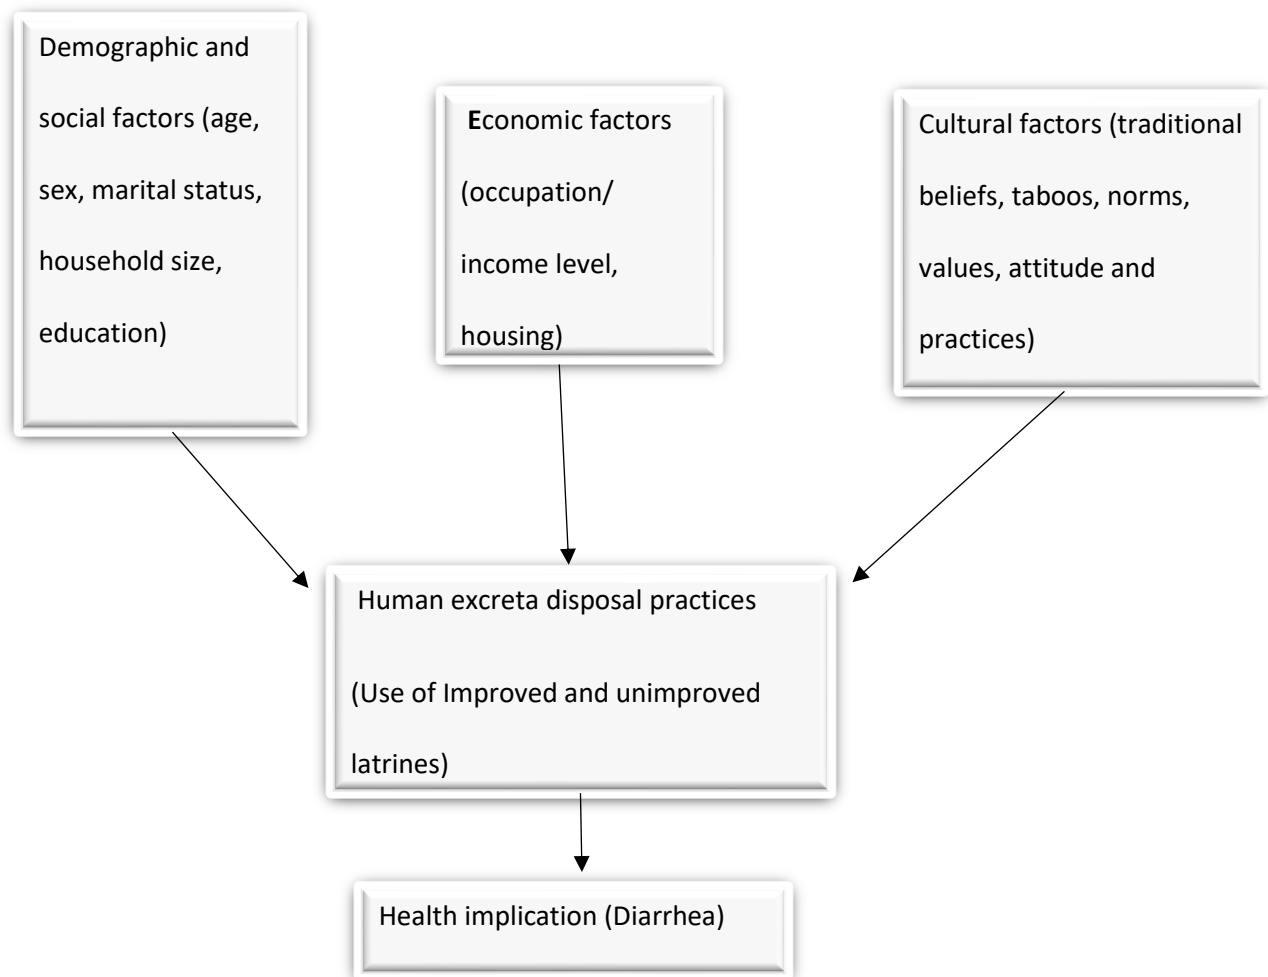 Demographic and
social factors (age,
sex, marital status,
household size,
education)
Economic factors
(occupation/
income level,
housing)
Cultural factors (traditional
beliefs, taboos, norms,
values, attitude and
practices)
Human excreta disposal practices
(Use of Improved and unimproved
latrines)
Health implication (Diarrhea)